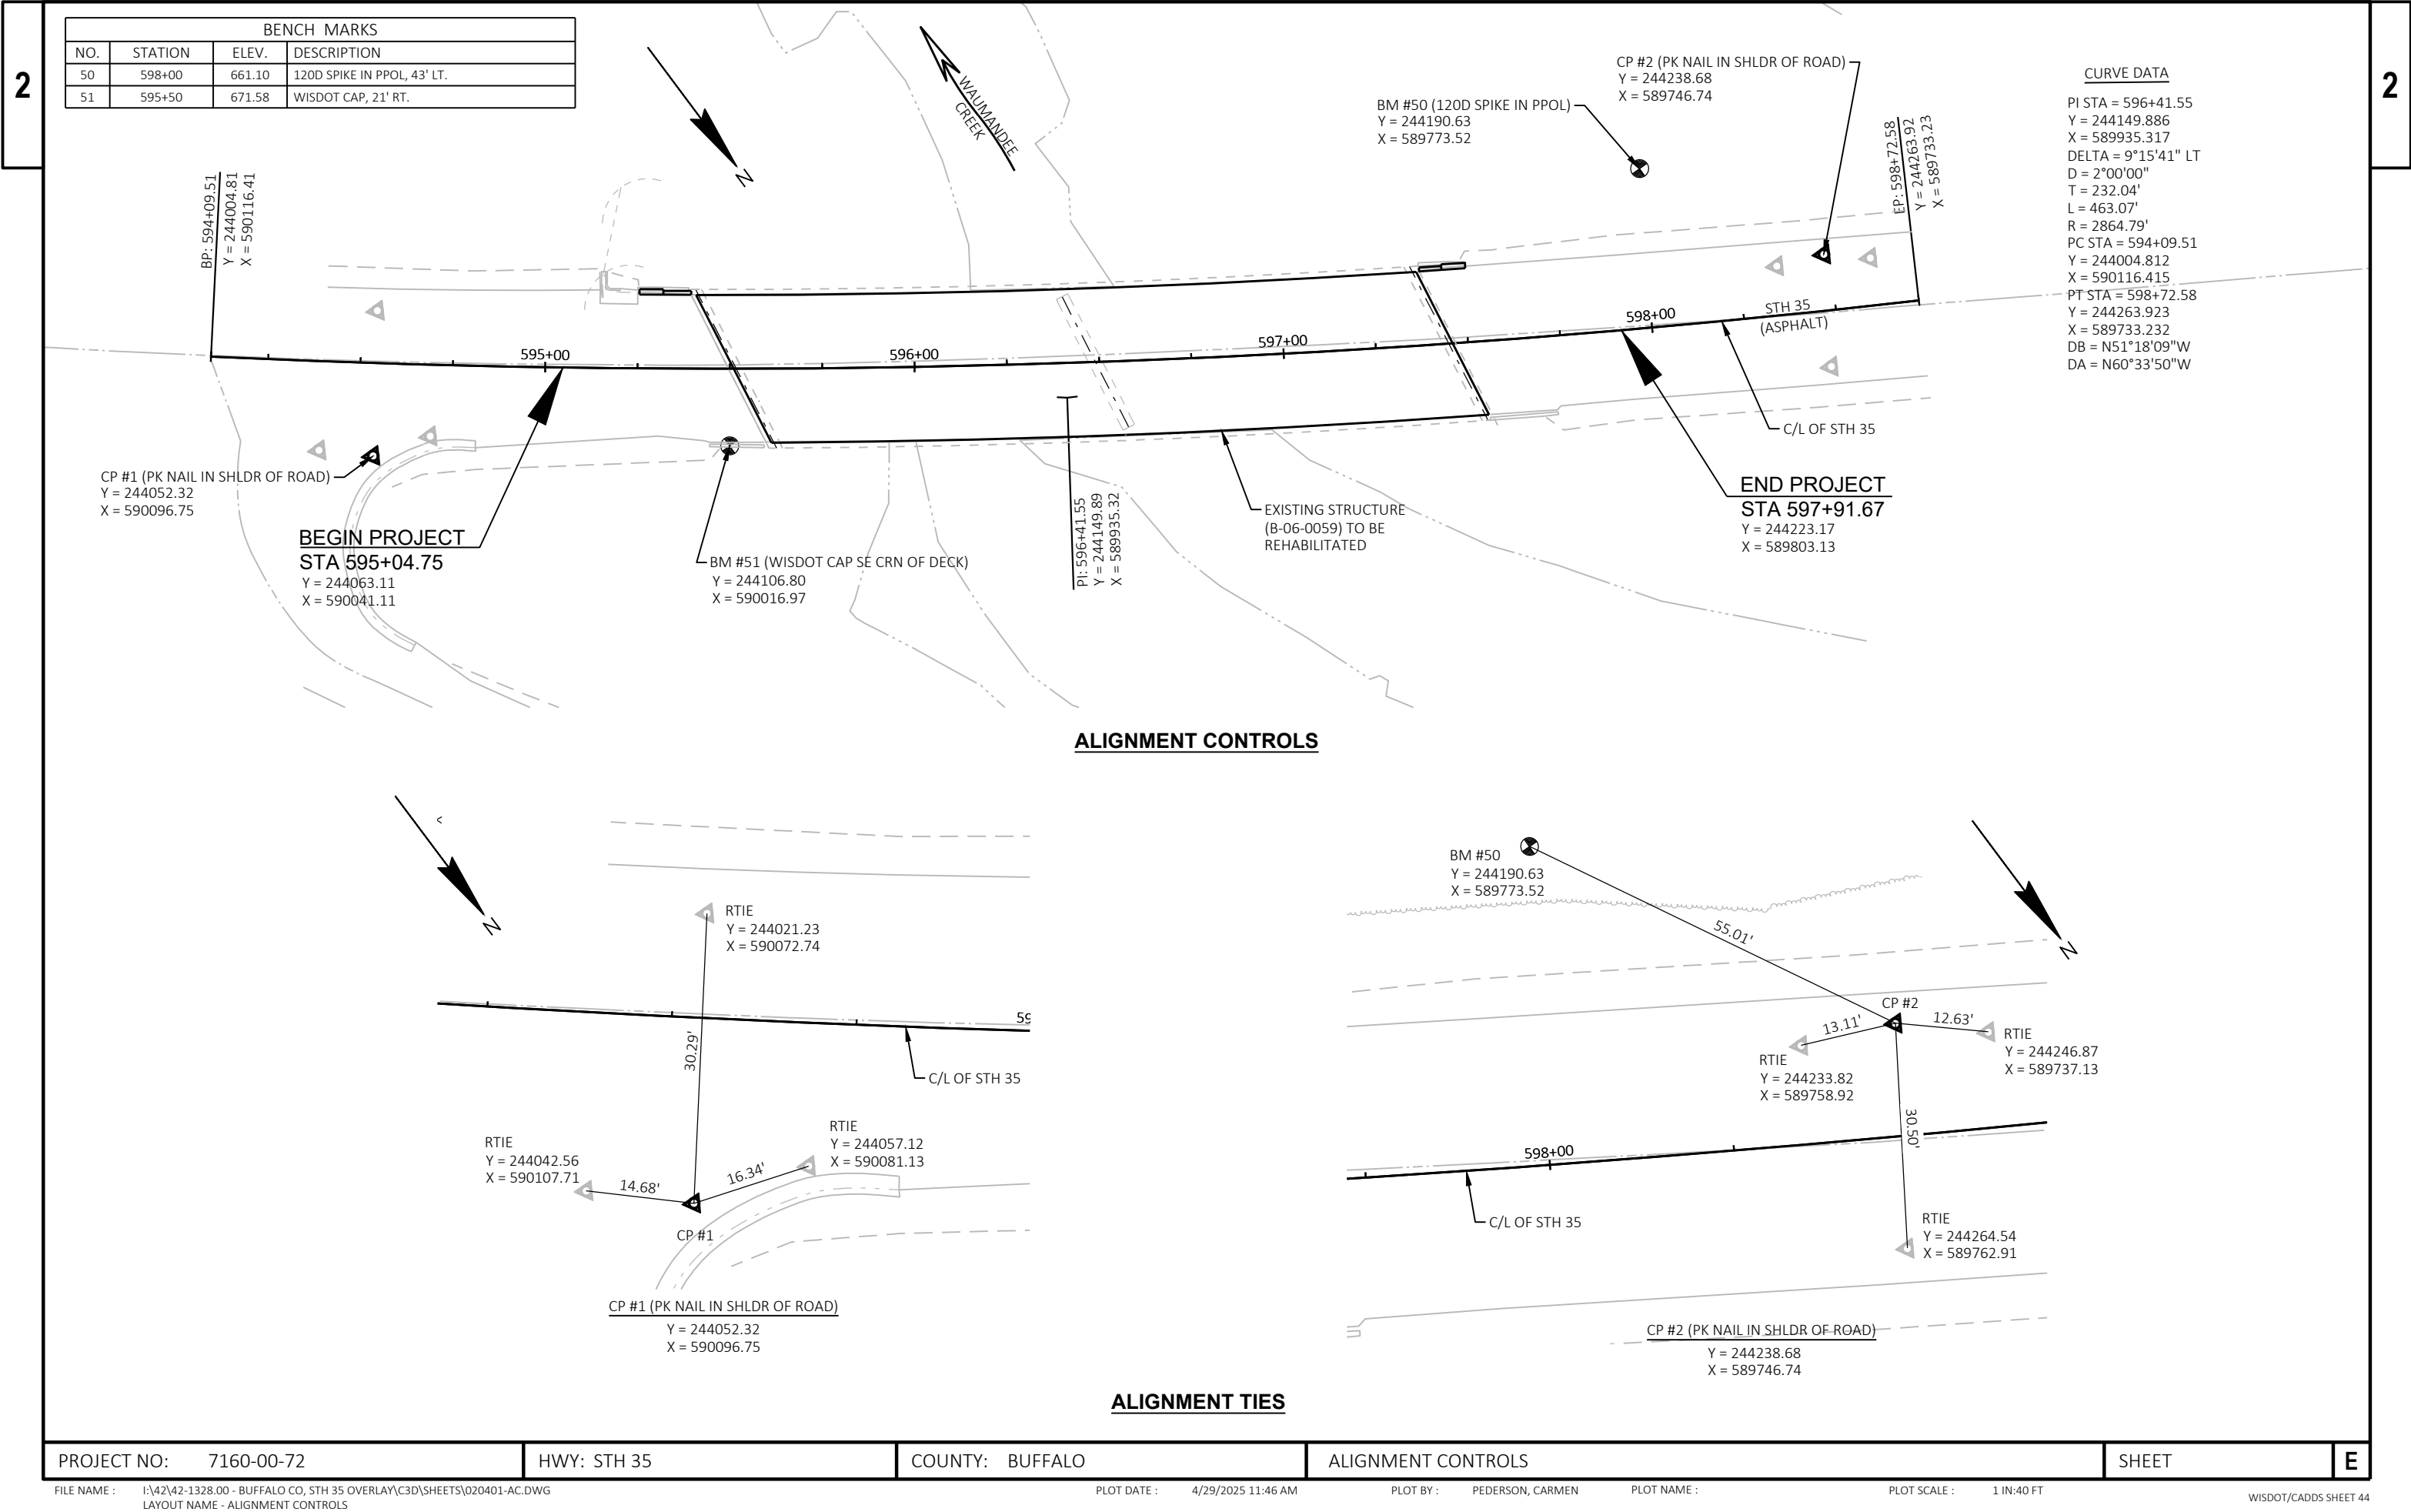 2
2
BENCH MARKS
NO. STATION ELEV. DESCRIPTION
50 598+00 661.10 120D SPIKE IN PPOL, 43' LT.
51 595+50 671.58 WISDOT CAP, 21' RT.
N
WAUMANDEE
CREEK
BM #50 (120D SPIKE IN PPOL)
Y = 244190.63
X = 589773.52
CP #2 (PK NAIL IN SHLDR OF ROAD)
Y = 244238.68
X = 589746.74
CURVE DATA
PI STA = 596+41.55
Y = 244149.886
X = 589935.317
DELTA = 9°15'41" LT
D = 2°00'00"
T = 232.04'
L = 463.07'
R = 2864.79'
PC STA = 594+09.51
Y = 244004.812
X = 590116.415
PT STA = 598+72.58
Y = 244263.923
X = 589733.232
DB = N51°18'09"W
DA = N60°33'50"W
BP: 594+09.51
Y = 244004.81
X = 590116.41
EP: 598+72.58
Y = 244263.92
X = 589733.23
595+00
596+00
597+00
598+00
STH 35
(ASPHALT)
C/L OF STH 35
CP #1 (PK NAIL IN SHLDR OF ROAD)
Y = 244052.32
X = 590096.75
BEGIN PROJECT
STA 595+04.75
Y = 244063.11
X = 590041.11
BM #51 (WISDOT CAP SE CRN OF DECK)
Y = 244106.80
X = 590016.97
PI: 596+41.55
Y = 244149.89
X = 589935.32
EXISTING STRUCTURE
(B-06-0059) TO BE
REHABILITATED
END PROJECT
STA 597+91.67
Y = 244223.17
X = 589803.13
ALIGNMENT CONTROLS
N
RTIE
Y = 244021.23
X = 590072.74
30.29'
59
C/L OF STH 35
RTIE
Y = 244042.56
X = 590107.71
14.68'
16.34'
RTIE
Y = 244057.12
X = 590081.13
CP #1
CP #1 (PK NAIL IN SHLDR OF ROAD)
Y = 244052.32
X = 590096.75
BM #50
Y = 244190.63
X = 589773.52
N
55.01'
CP #2
13.11'
12.63'
RTIE
Y = 244246.87
X = 589737.13
RTIE
Y = 244233.82
X = 589758.92
30.50'
598+00
C/L OF STH 35
RTIE
Y = 244264.54
X = 589762.91
CP #2 (PK NAIL IN SHLDR OF ROAD)
Y = 244238.68
X = 589746.74
ALIGNMENT TIES
PROJECT NO: 7160-00-72 HWY: STH 35 COUNTY: BUFFALO ALIGNMENT CONTROLS SHEET E
FILE NAME : I:\42\42-1328.00 - BUFFALO CO, STH 35 OVERLAY\C3D\SHEETS\020401-AC.DWG PLOT DATE : 4/29/2025 11:46 AM PLOT BY : PEDERSON, CARMEN PLOT NAME : PLOT SCALE : 1 IN:40 FT
LAYOUT NAME - ALIGNMENT CONTROLS
WISDOT/CADDS SHEET 44